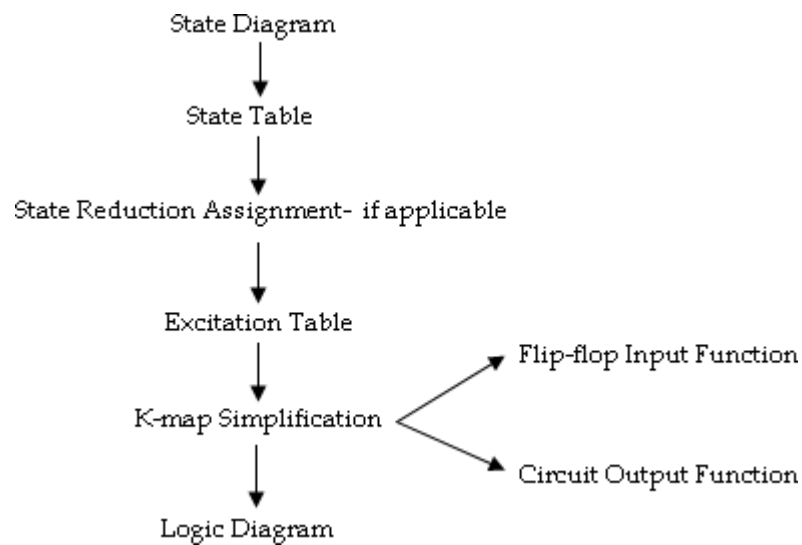 State Diagram
State Table
State Reduction Assignment- if applicable
Excitation Table
Flip-flop Input Function
K-map Simplification
Circuit Output Function
Logic Diagram